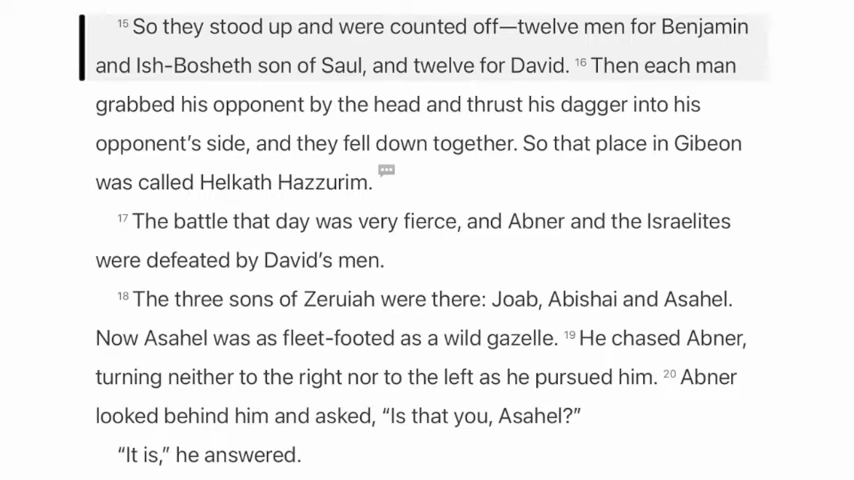 15 So they stood up and were counted off—twelve men for Benjamin
and Ish-Bosheth son of Saul, and twelve for David. 16 Then each man
grabbed his opponent by the head and thrust his dagger into his
opponent’s side, and they fell down together. So that place in Gibeon
was called Helkath Hazzurim.
17 The battle that day was very fierce, and Abner and the Israelites
were defeated by David’s men.
18 The three sons of Zeruiah were there: Joab, Abishai and Asahel.
Now Asahel was as fleet-footed as a wild gazelle. 19 He chased Abner,
turning neither to the right nor to the left as he pursued him. 20 Abner
looked behind him and asked, “Is that you, Asahel?”
“It is,” he answered.